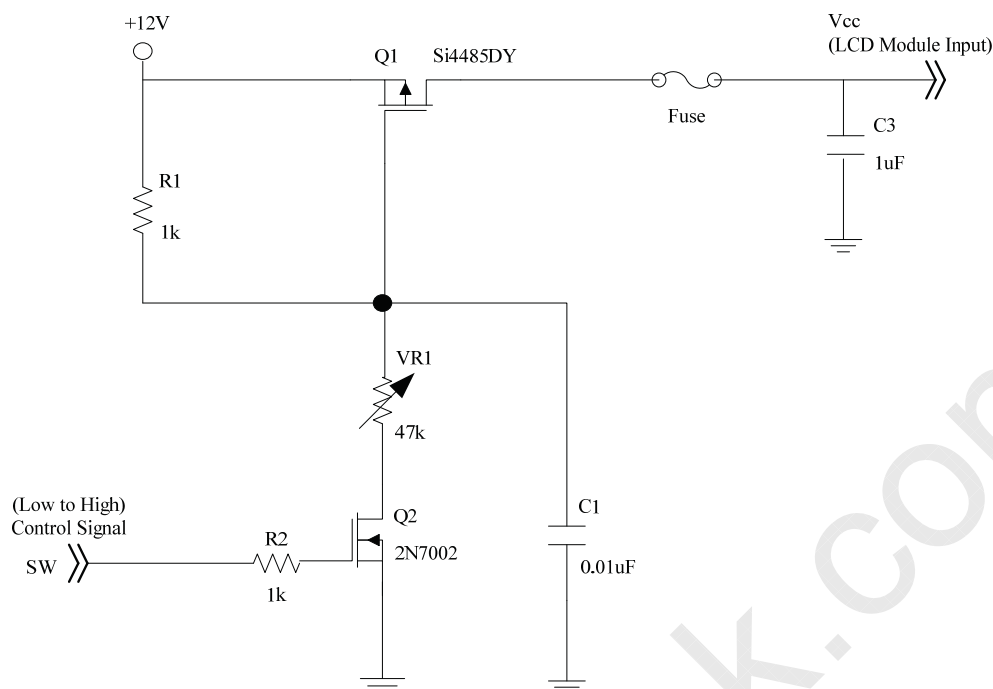 +12V
Q1
Si4485DY
Vcc
(LCD Module Input)
Fuse
C3
1uF
R1
1k
VR1
47k
(Low to High)
Control Signal
SW
R2
1k
Q2
2N7002
C1
0.01uF
k.com